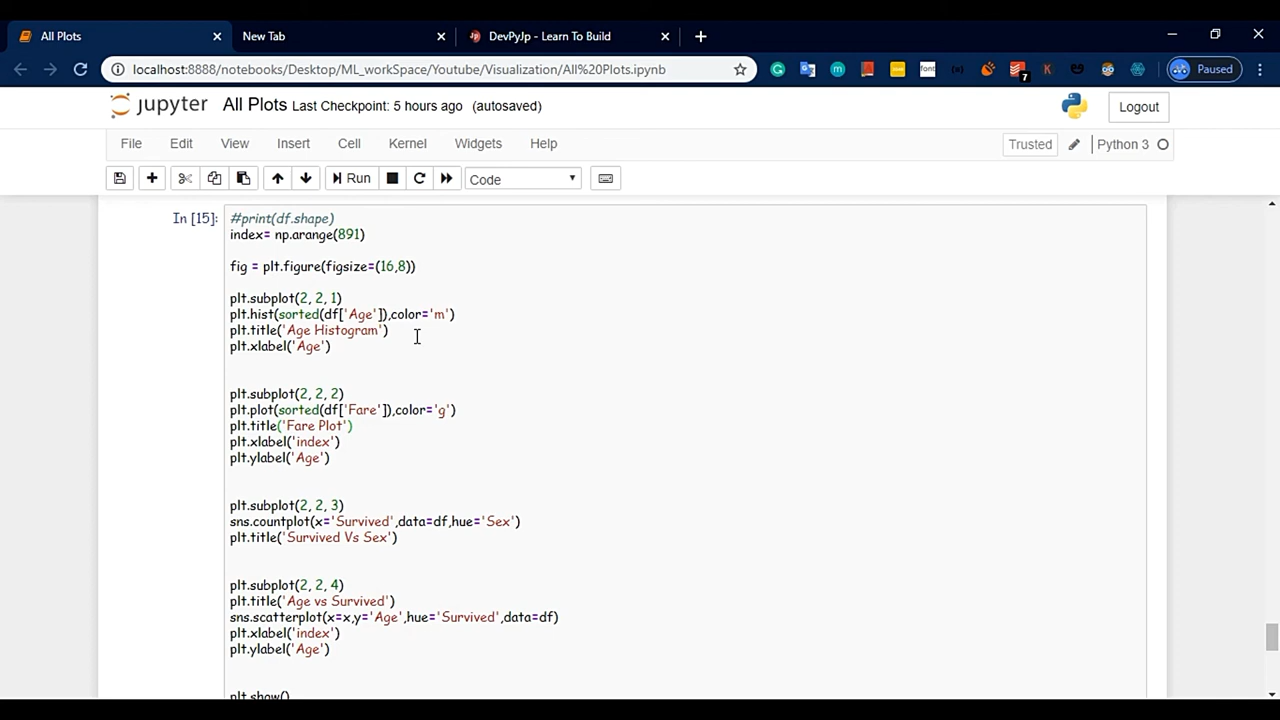 All Plots
New Tab
DevPyJp - Learn To Build
localhost:8888/notebooks/Desktop/ML_workSpace/Youtube/Visualization/All%20Plots.ipynb
7
Paused
jupyter All Plots Last Checkpoint: 5 hours ago (autosaved)
Logout
File Edit View Insert Cell Kernel Widgets Help
Trusted Python 3
Run Code
In [15]: #print(df.shape)
index= np.arange(891)
fig = plt.figure(figsize=(16,8))
plt.subplot(2, 2, 1)
plt.hist(sorted(df['Age']),color='m')
plt.title('Age Histogram')
plt.xlabel('Age')
plt.subplot(2, 2, 2)
plt.plot(sorted(df['Fare']),color='g')
plt.title('Fare Plot')
plt.xlabel('index')
plt.ylabel('Age')
plt.subplot(2, 2, 3)
sns.countplot(x='Survived',data=df,hue='Sex')
plt.title('Survived Vs Sex')
plt.subplot(2, 2, 4)
plt.title('Age vs Survived')
sns.scatterplot(x=x,y='Age',hue='Survived',data=df)
plt.xlabel('index')
plt.ylabel('Age')
plt.show()